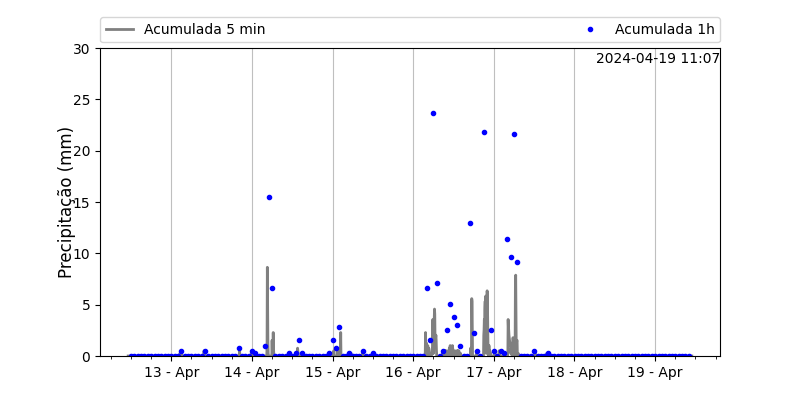 Acumulada 5 min
Acumulada 1h
2024-04-19 11:07
Precipitação (mm)
30
25
20
15
10
5
0
13 - Apr
14 - Apr
15 - Apr
16 - Apr
17 - Apr
18 - Apr
19 - Apr